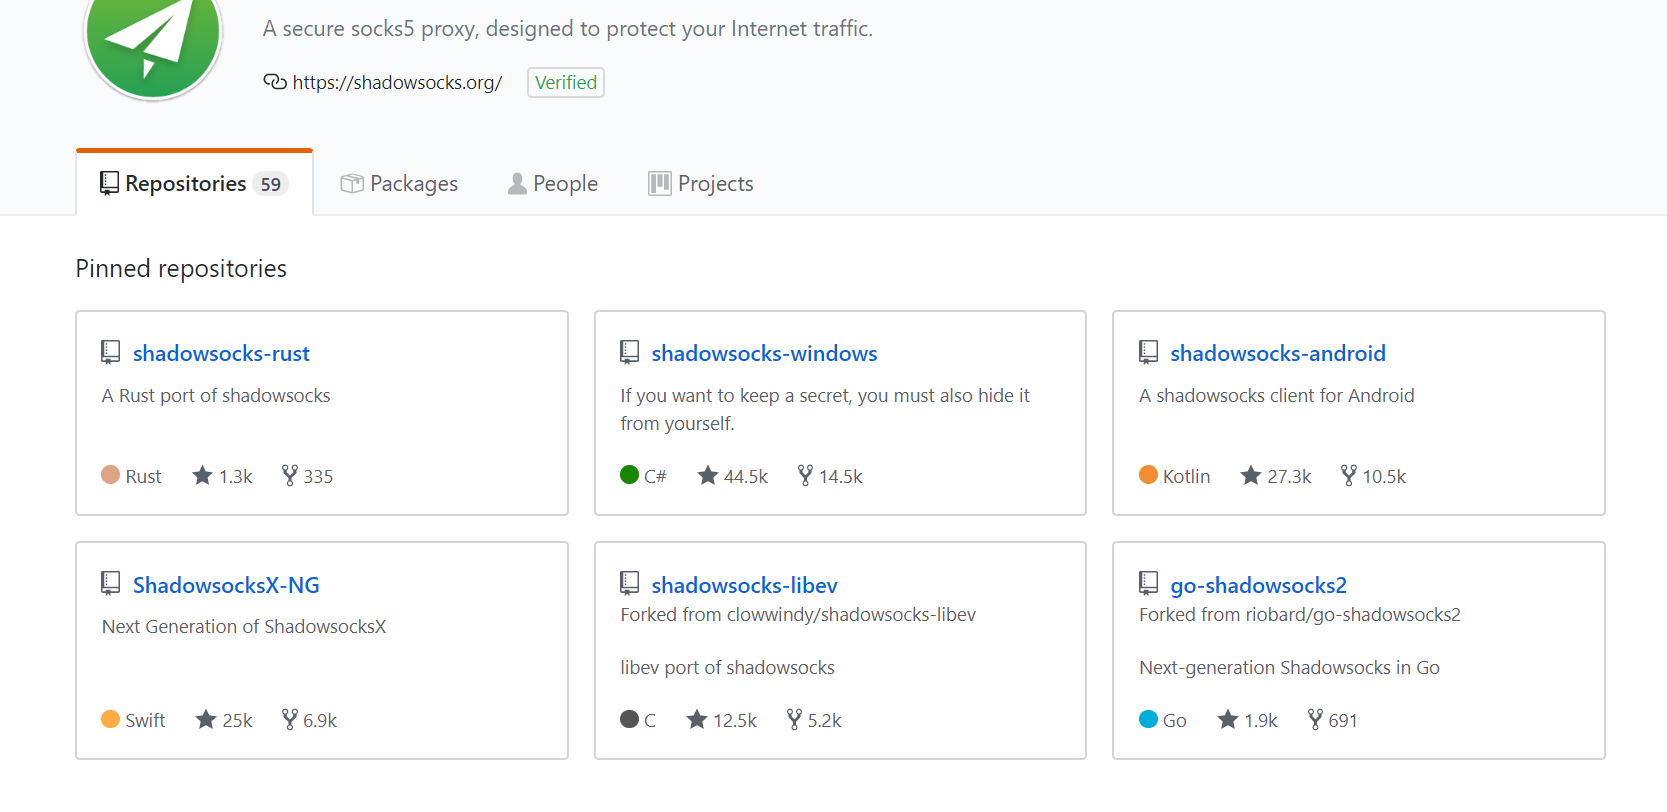 A secure socks5 proxy, designed to protect your Internet traffic.
https://shadowsocks.org/ Verified
Repositories 59 Packages People Projects
Pinned repositories
shadowsocks-rust
A Rust port of shadowsocks
Rust 1.3k 335
shadowsocks-windows
If you want to keep a secret, you must also hide it
from yourself.
C# 44.5k 14.5k
shadowsocks-android
A shadowsocks client for Android
Kotlin 27.3k 10.5k
ShadowsocksX-NG
Next Generation of ShadowsocksX
Swift 25k 6.9k
shadowsocks-libev
Forked from clowwindy/shadowsocks-libev
libev port of shadowsocks
C 12.5k 5.2k
go-shadowsocks2
Forked from riobard/go-shadowsocks2
Next-generation Shadowsocks in Go
Go 1.9k 691